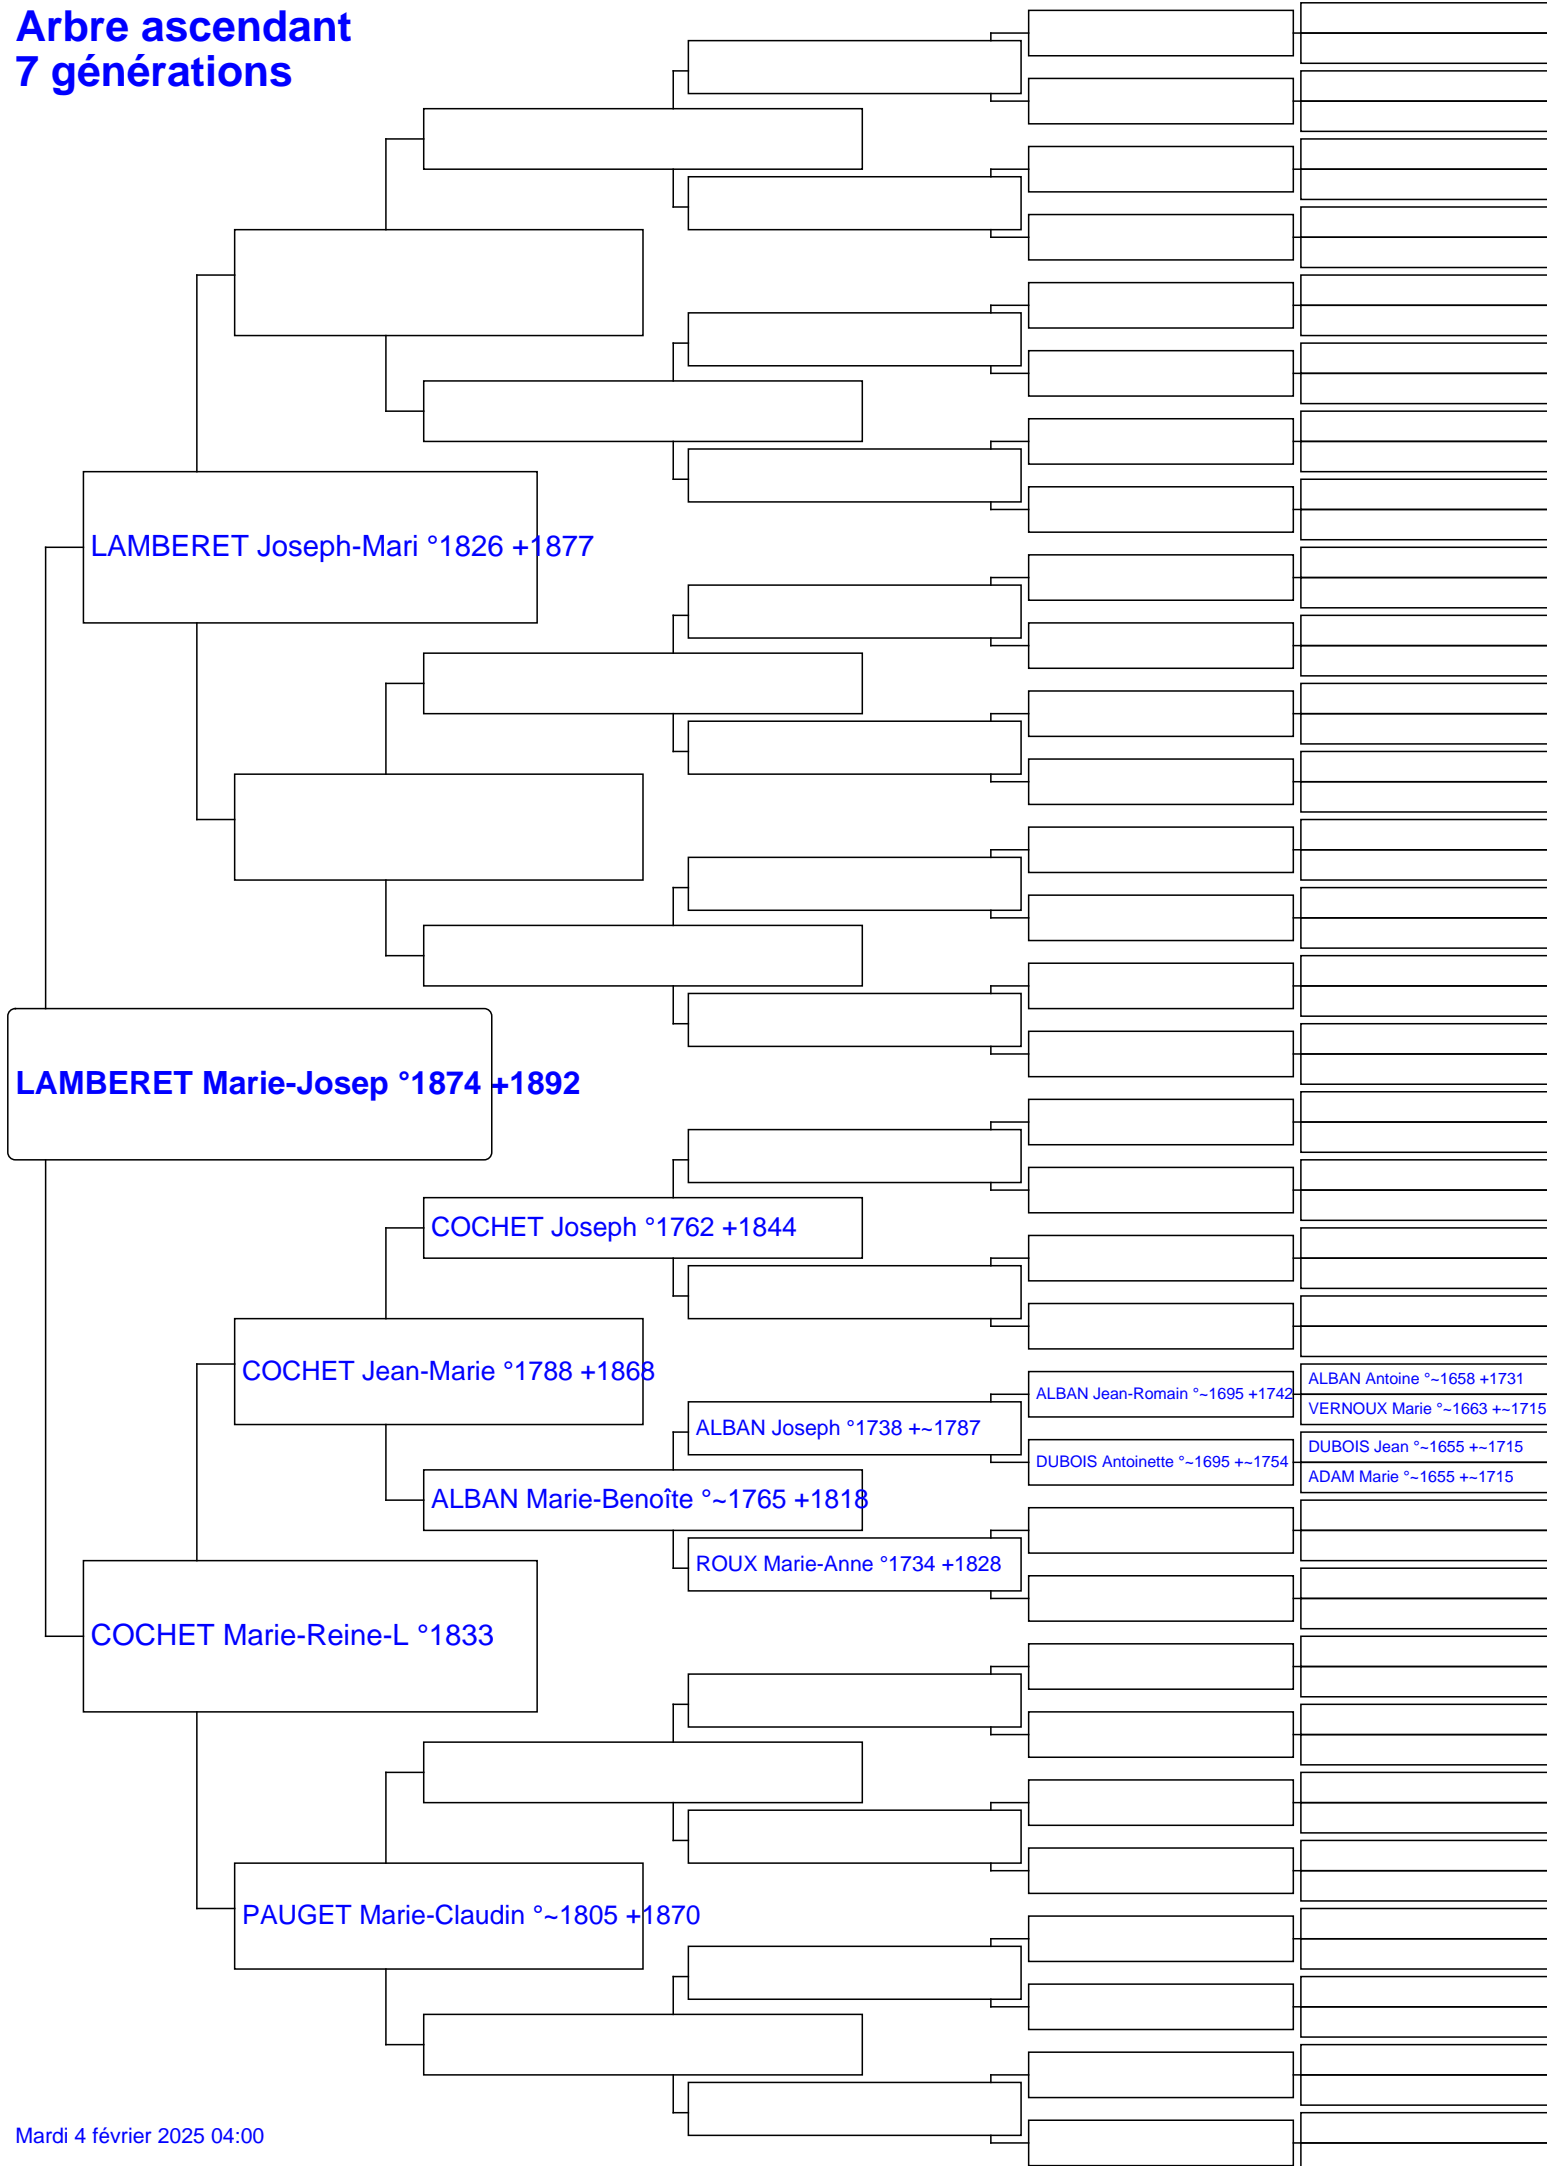 Arbre ascendant
7 générations
LAMBERET Joseph-Mari °1826 +1877
LAMBERET Marie-Josep °1874 +1892
COCHET Joseph °1762 +1844
COCHET Jean-Marie °1788 +1868
ALBAN Antoine °~1658 +1731
ALBAN Jean-Romain °~1695 +1742
VERNOUX Marie °~1663 +~1715
ALBAN Joseph °1738 +~1787
DUBOIS Jean °~1655 +~1715
DUBOIS Antoinette °~1695 +~1754
ADAM Marie °~1655 +~1715
ALBAN Marie-Benoîte °~1765 +1818
ROUX Marie-Anne °1734 +1828
COCHET Marie-Reine-L °1833
PAUGET Marie-Claudin °~1805 +1870
Mardi 4 février 2025 04:00